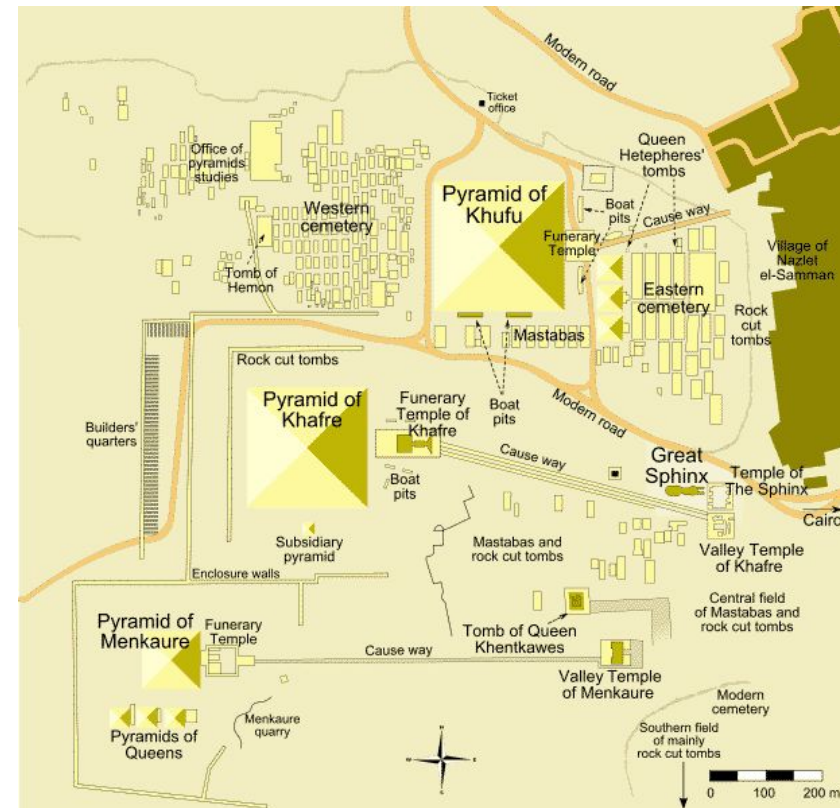 Modern road
Ticket
office
Office of
pyramids
studies
Queen
Hetepheres'
tombs
Pyramid of
Khufu
Boat
pits
Western
cemetery
Cause way
Funerary
Temple
Village of
Nazlet
el-Samman
Tomb of
Hemon
Eastern
cemetery
Rock
cut
tombs
Mastabas
Rock cut tombs
Pyramid of
Khafre
Funerary
Temple of
Khafre
Boat
pits
Modern road
Builders'
quarters
Cause way
Great
Sphinx
Temple of
The Sphinx
Boat
pits
Cairo
Subsidiary
pyramid
Mastabas and
rock cut tombs
Valley Temple
of Khafre
Enclosure walls
Central field
of Mastabas and
rock cut tombs
Pyramid of
Menkaure
Funerary
Temple
Tomb of Queen
Khentkawes
Cause way
Valley Temple
of Menkaure
Modern
cemetery
Menkaure
quarry
Pyramids of
Queens
Southern field
of mainly
rock cut tombs
N
W
E
S
0 100 200 m